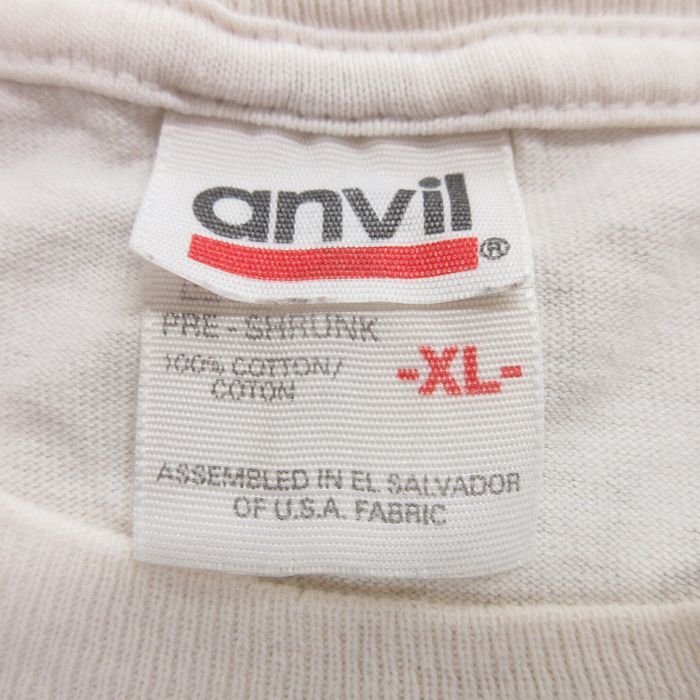 anvil®
PRE-SHRUNK
100% COTTON/
COTON
-XL-
ASSEMBLED IN EL SALVADOR
OF U.S.A. FABRIC